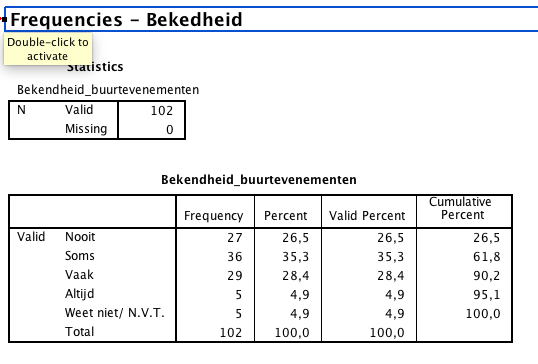 Frequencies – Bekedheid
Double-click to
activate
Statistics
Bekendheid_buurtevenementen
N Valid 102
Missing 0
Bekendheid_buurtevenementen
Frequency Percent Valid Percent Cumulative Percent
Valid Nooit 27 26,5 26,5 26,5
Soms 36 35,3 35,3 61,8
Vaak 29 28,4 28,4 90,2
Altijd 5 4,9 4,9 95,1
Weet niet/ N.V.T. 5 4,9 4,9 100,0
Total 102 100,0 100,0